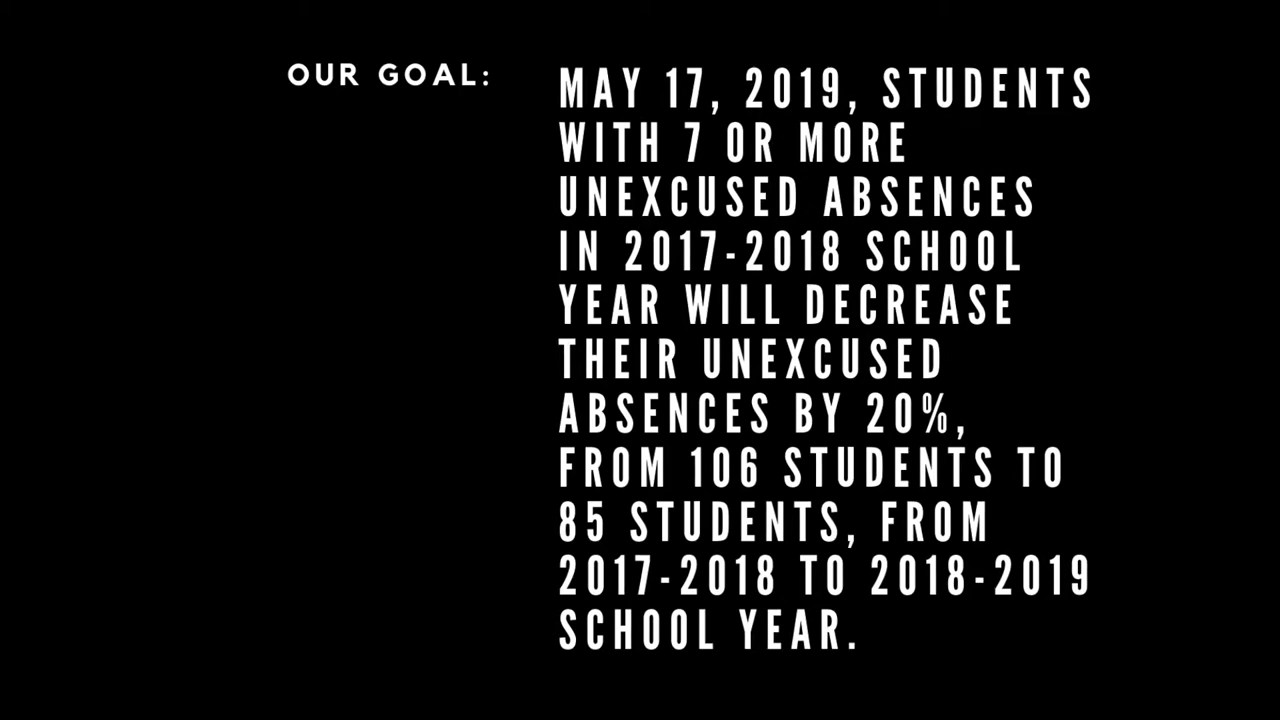 OUR GOAL:
MAY 17, 2019, STUDENTS
WITH 7 OR MORE
UNEXCUSED ABSENCES
IN 2017-2018 SCHOOL
YEAR WILL DECREASE
THEIR UNEXCUSED
ABSENCES BY 20%,
FROM 106 STUDENTS TO
85 STUDENTS, FROM
2017-2018 TO 2018-2019
SCHOOL YEAR.